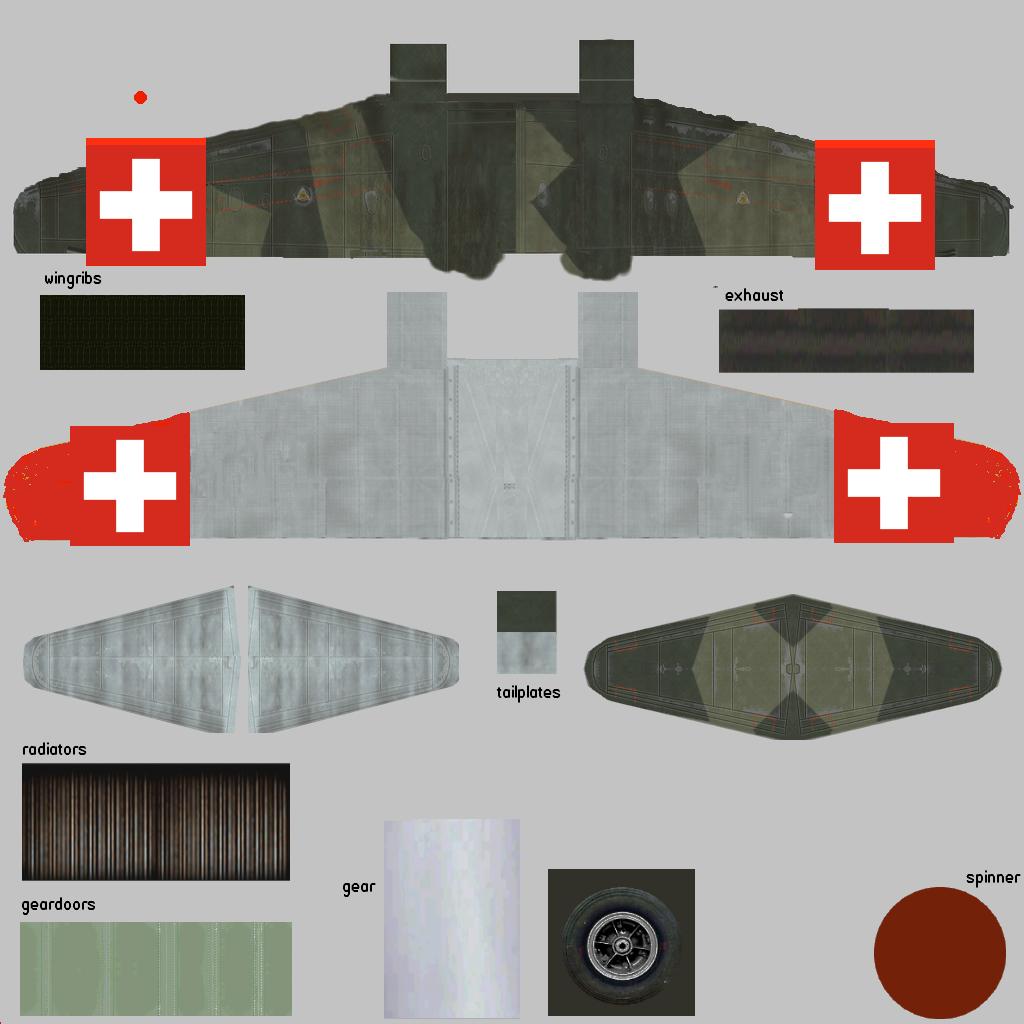 wingribs
exhaust
tailplates
radiators
gear
spinner
geardoors